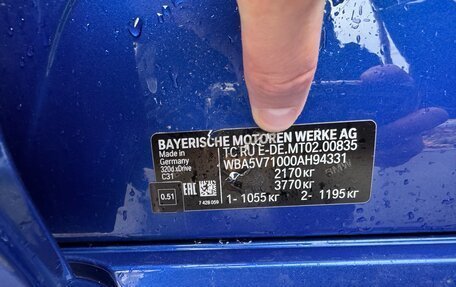 BAYERISCHE MOTOREN WERKE AG
Made in
Germany
320d xDrive
C31
0.51
7 428 059
TC RU E-DE.MT02.00835
WBA5V71000AH94331
2170 кг
3770 кг
1- 1055 кг 2- 1195 кг